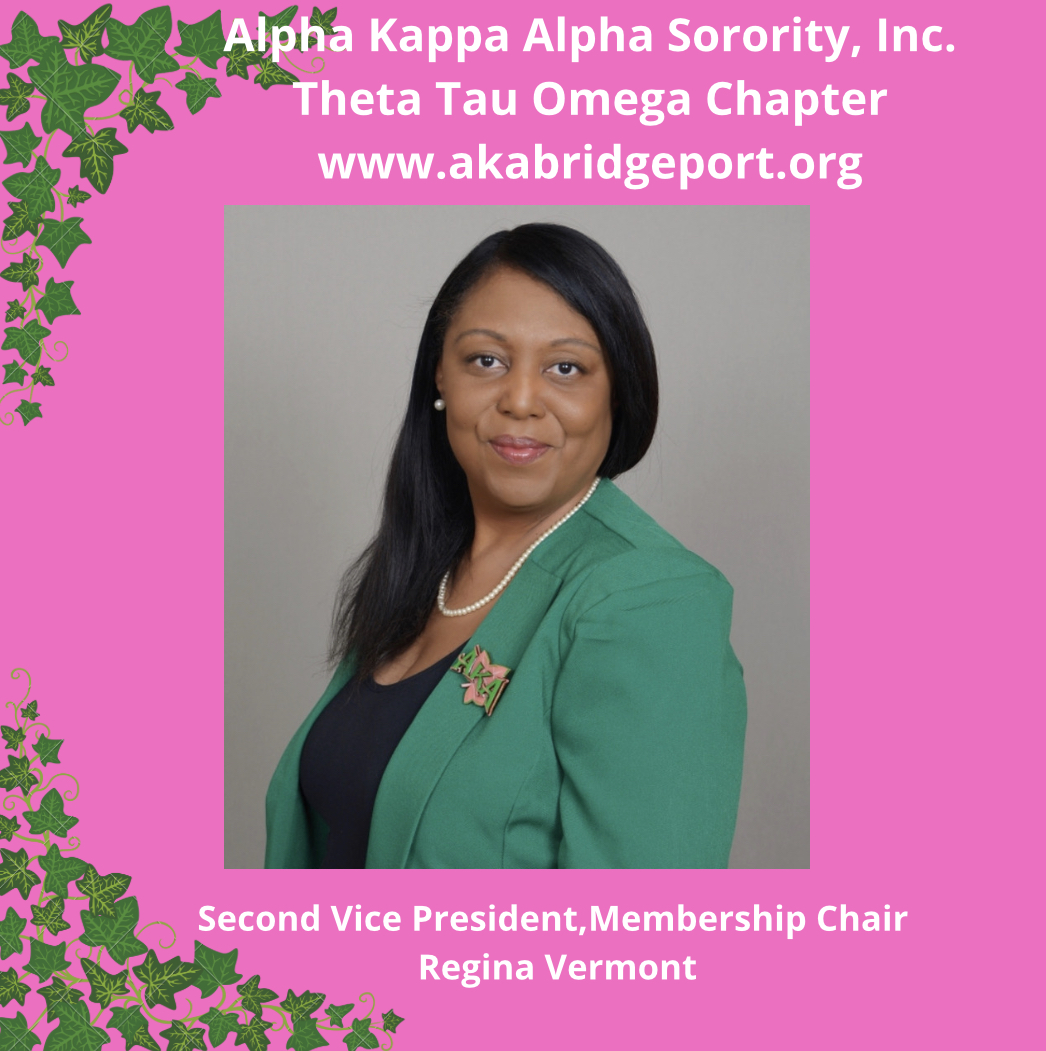 Alpha Kappa Alpha Sorority, Inc.
Theta Tau Omega Chapter
www.akabridgeport.org
AKA
Second Vice President,Membership Chair
Regina Vermont